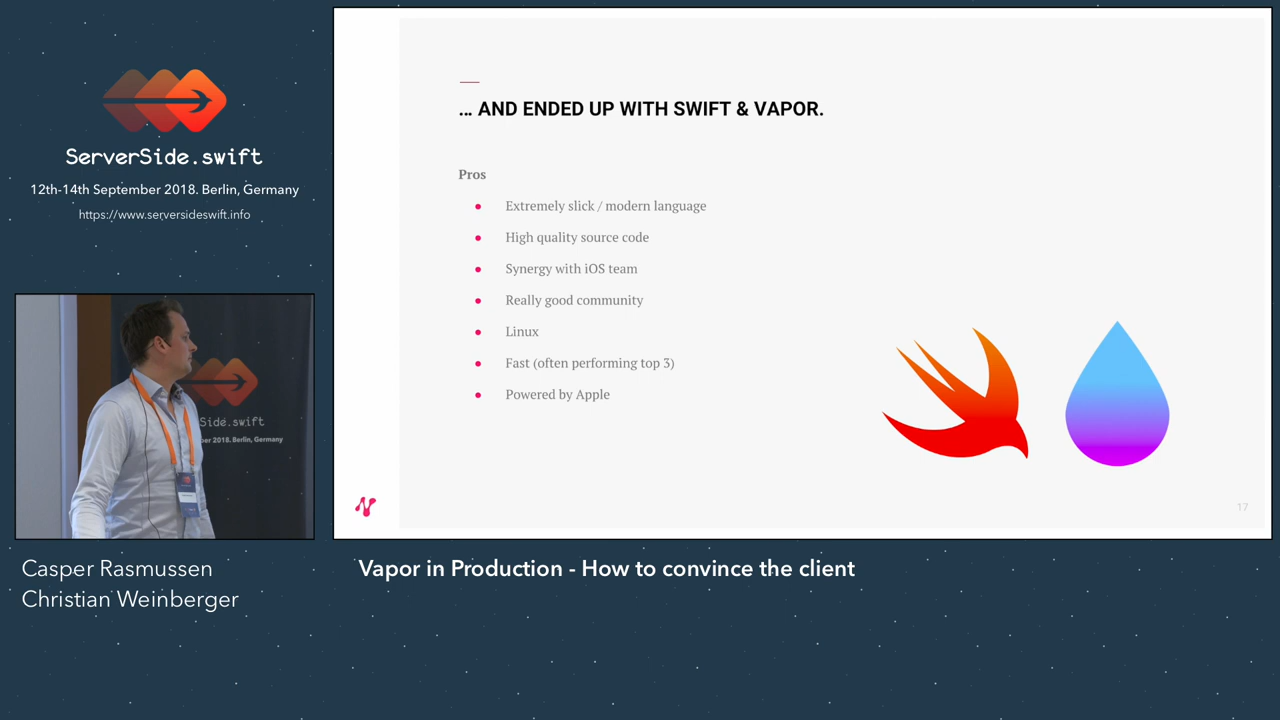 ServerSide.swift
12th-14th September 2018. Berlin, Germany
https://www.serversideswift.info
… AND ENDED UP WITH SWIFT & VAPOR.
Pros
Extremely slick / modern language
High quality source code
Synergy with iOS team
Really good community
Linux
Fast (often performing top 3)
Powered by Apple
17
Side.swift
ber 2018. Berlin, Germany
Casper Rasmussen
Christian Weinberger
Vapor in Production - How to convince the client